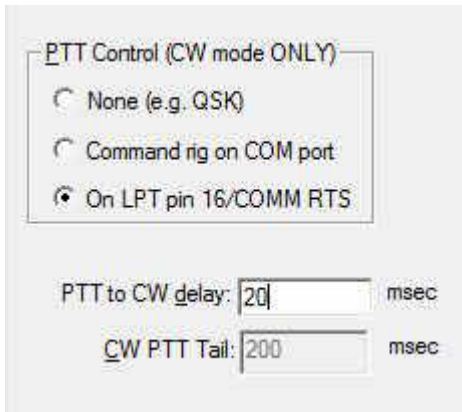 PTT Control (CW mode ONLY)
None (e.g. QSK)
Command rig on COM port
On LPT pin 16/COMM RTS
PTT to CW delay: 20 msec
CW PTT Tail: 200 msec